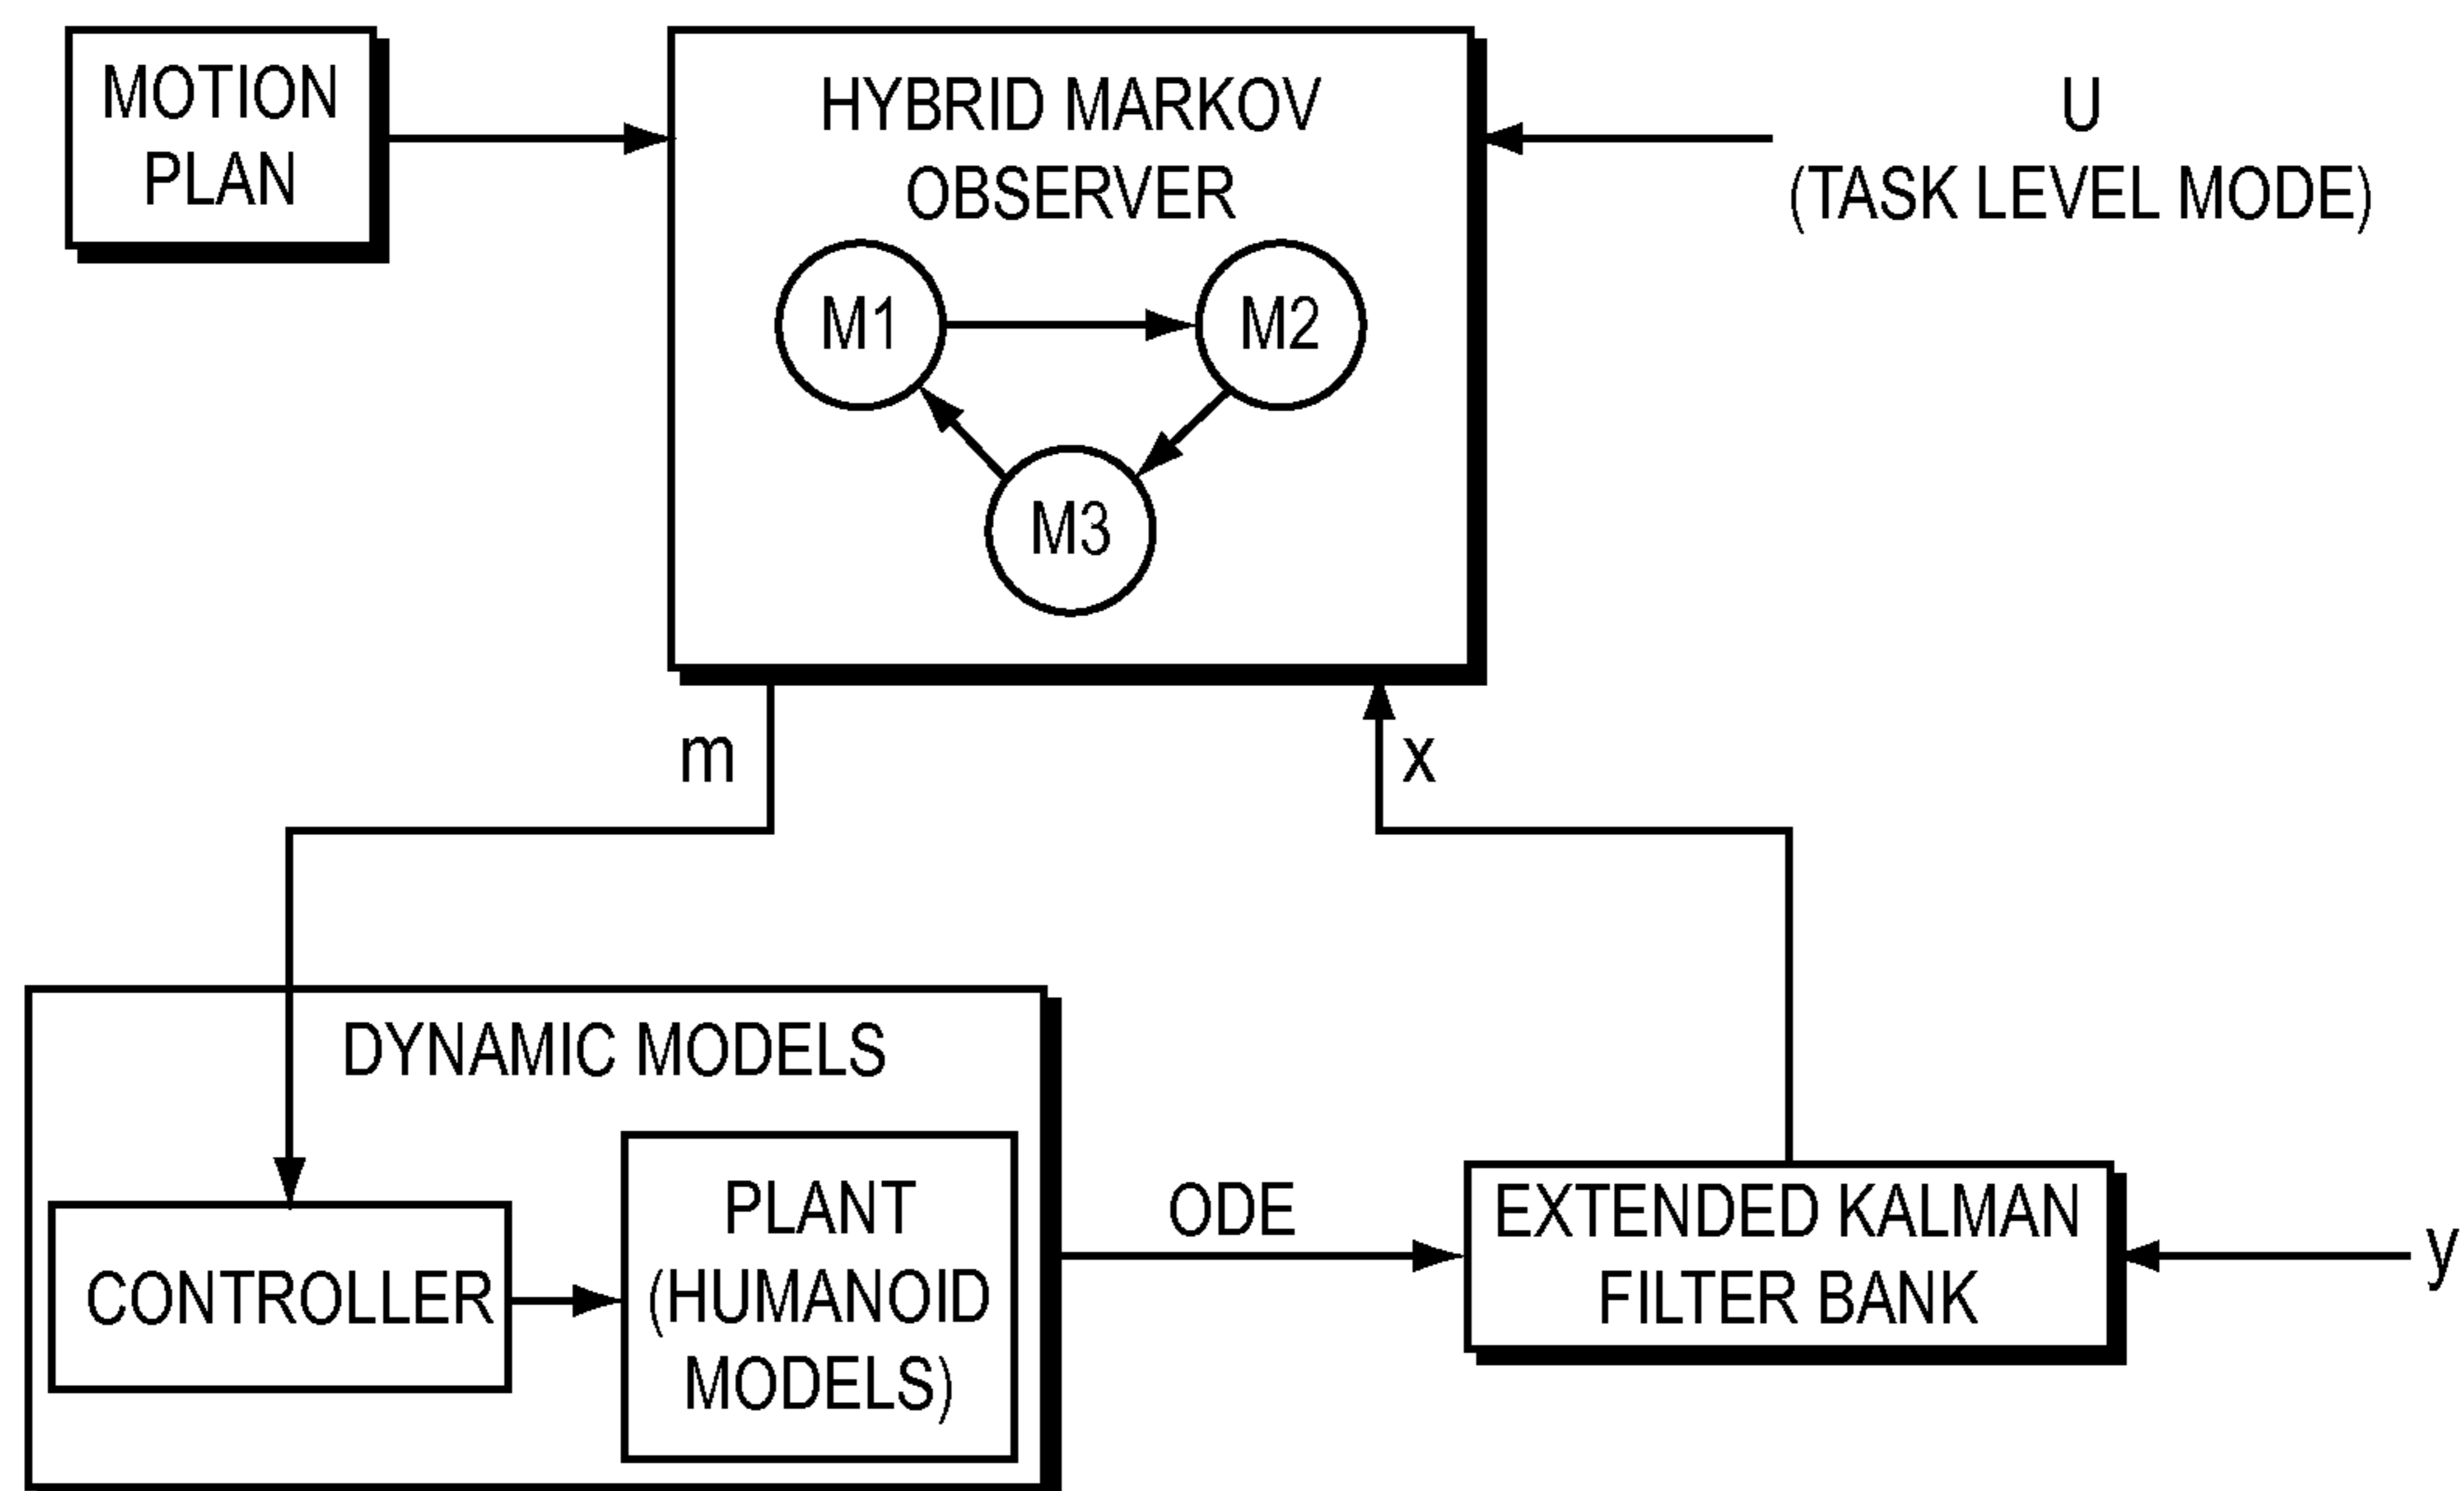 MOTION
PLAN
HYBRID MARKOV
OBSERVER
U
(TASK LEVEL MODE)
M1
M2
M3
m
x
DYNAMIC MODELS
CONTROLLER
PLANT
(HUMANOID
MODELS)
ODE
EXTENDED KALMAN
FILTER BANK
y